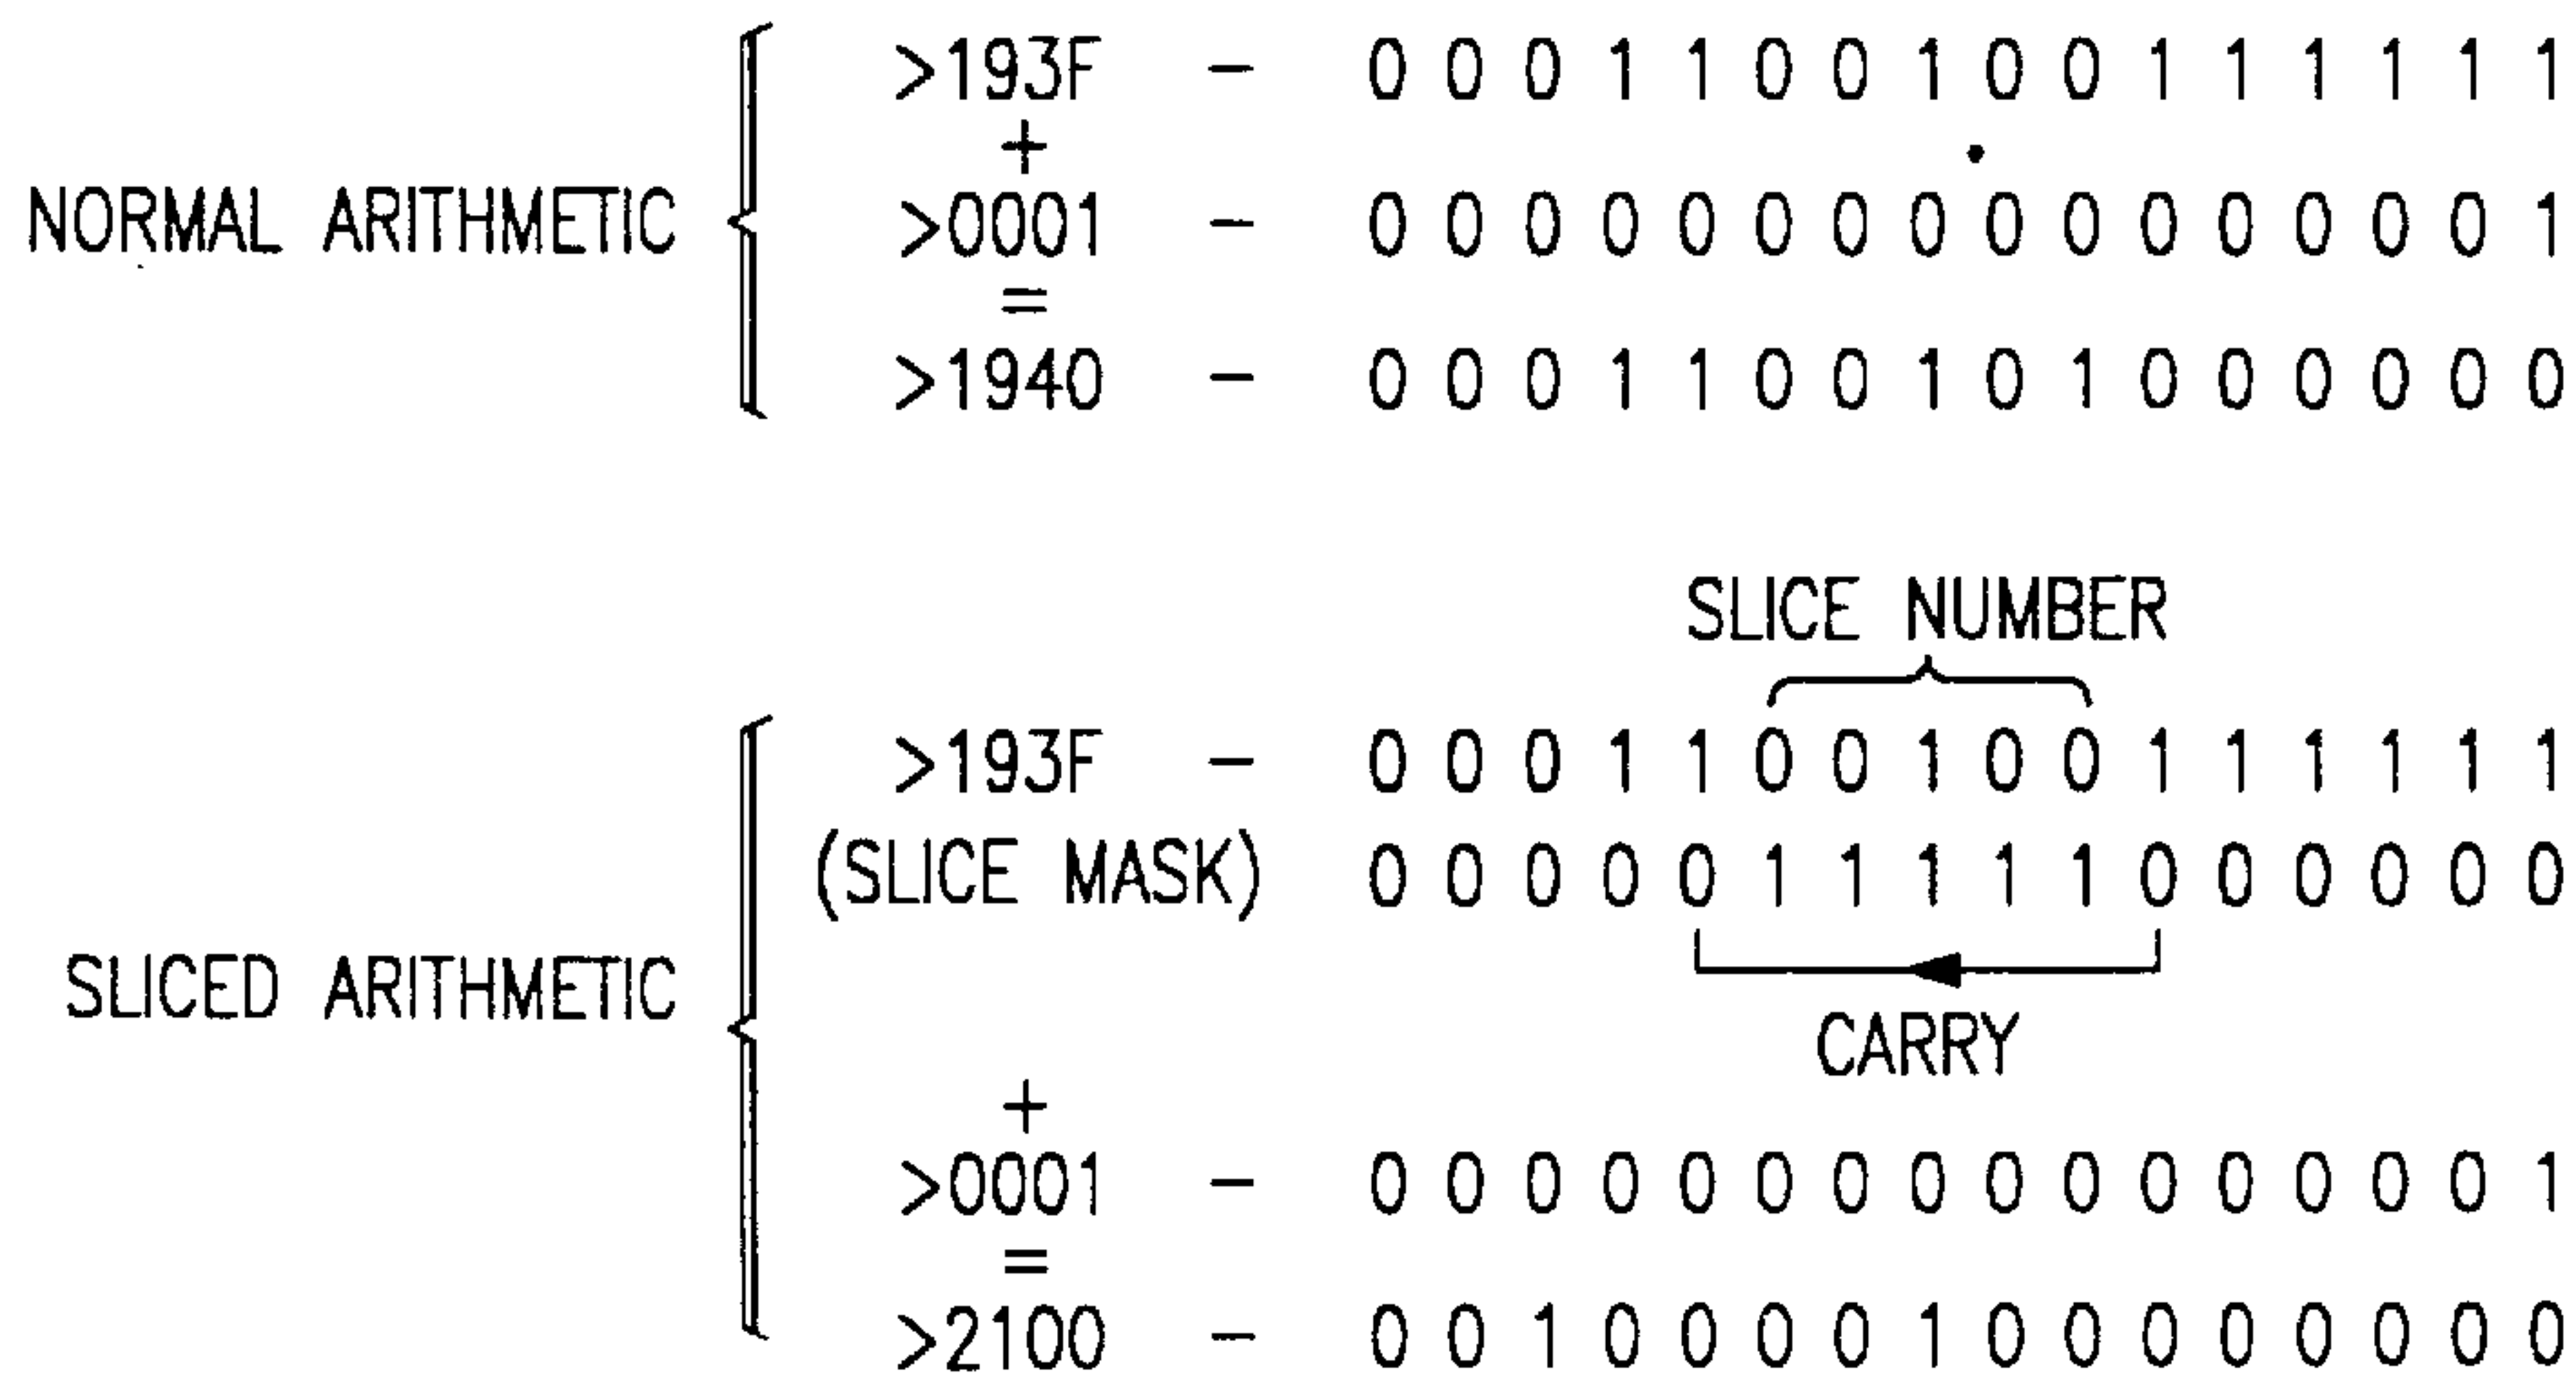 >193F - 0 0 0 1 1 0 0 1 0 0 1 1 1 1 1 1
+
NORMAL ARITHMETIC >0001 - 0 0 0 0 0 0 0 0 0 0 0 0 0 0 0 1
=
>1940 - 0 0 0 1 1 0 0 1 0 1 0 0 0 0 0 0
SLICE NUMBER
>193F - 0 0 0 1 1 0 0 1 0 0 1 1 1 1 1 1
(SLICE MASK) 0 0 0 0 0 1 1 1 1 1 0 0 0 0 0 0
SLICED ARITHMETIC
CARRY
+
>0001 - 0 0 0 0 0 0 0 0 0 0 0 0 0 0 0 1
=
>2100 - 0 0 1 0 0 0 0 1 0 0 0 0 0 0 0 0